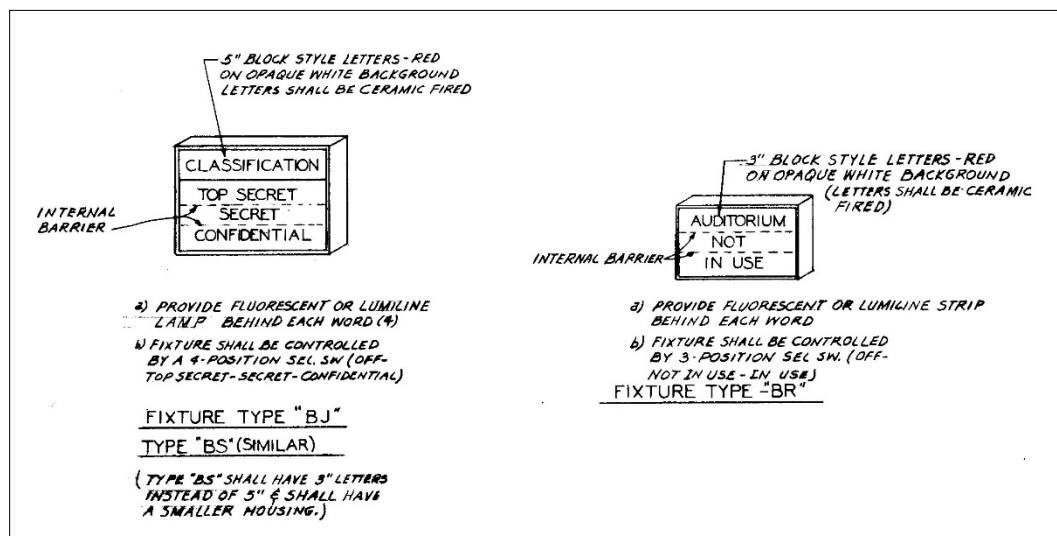 5" BLOCK STYLE LETTERS-RED
ON OPAQUE WHITE BACKGROUND
LETTERS SHALL BE CERAMIC FIRED
CLASSIFICATION
TOP SECRET
SECRET
CONFIDENTIAL
INTERNAL
BARRIER
a) PROVIDE FLUORESCENT OR LUMILINE
LAMP BEHIND EACH WORD (4)
b) FIXTURE SHALL BE CONTROLLED
BY A 4-POSITION SEL. SW (OFF-
TOP SECRET-SECRET-CONFIDENTIAL)
FIXTURE TYPE "BJ"
TYPE "BS" (SIMILAR)
(TYPE "BS" SHALL HAVE 3" LETTERS
INSTEAD OF 5" & SHALL HAVE
A SMALLER HOUSING.)
3" BLOCK STYLE LETTERS-RED
ON OPAQUE WHITE BACKGROUND
(LETTERS SHALL BE CERAMIC
FIRED)
AUDITORIUM
NOT
IN USE
INTERNAL BARRIER
a) PROVIDE FLUORESCENT OR LUMILINE STRIP
BEHIND EACH WORD
b) FIXTURE SHALL BE CONTROLLED
BY 3-POSITION SEL SW. (OFF-
NOT IN USE-IN USE)
FIXTURE TYPE -"BR"